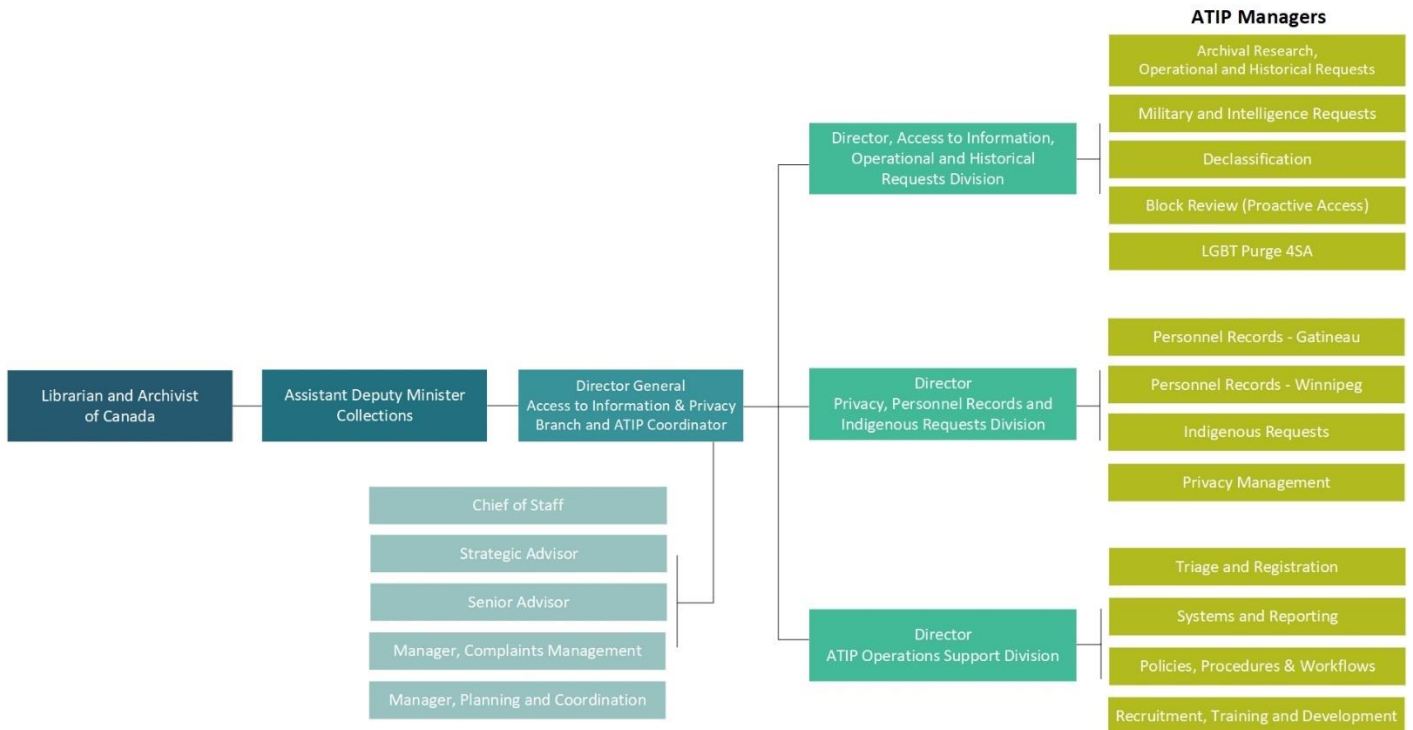 ATIP Managers
Librarian and Archivist
of Canada
Assistant Deputy Minister
Collections
Director General
Access to Information & Privacy
Branch and ATIP Coordinator
Chief of Staff
Strategic Advisor
Senior Advisor
Manager, Complaints Management
Manager, Planning and Coordination
Director, Access to Information,
Operational and Historical
Requests Division
Archival Research,
Operational and Historical Requests
Military and Intelligence Requests
Declassification
Block Review (Proactive Access)
LGBT Purge 4SA
Director
Privacy, Personnel Records and
Indigenous Requests Division
Personnel Records - Gatineau
Personnel Records - Winnipeg
Indigenous Requests
Privacy Management
Director
ATIP Operations Support Division
Triage and Registration
Systems and Reporting
Policies, Procedures & Workflows
Recruitment, Training and Development